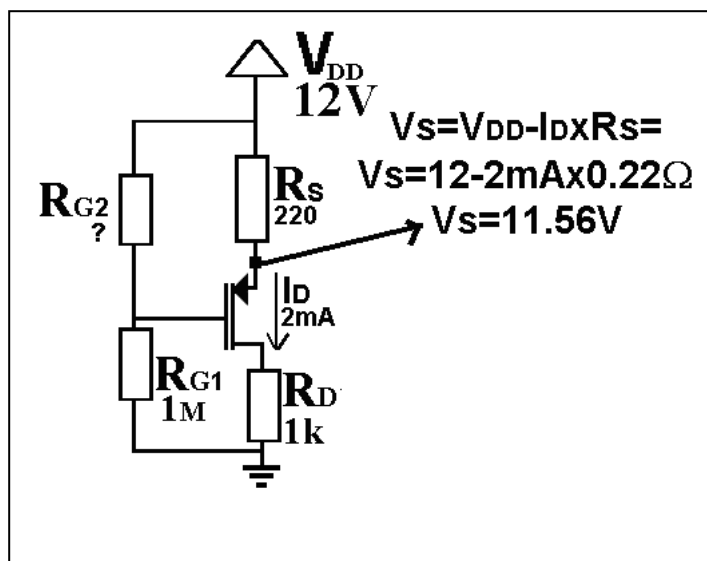 VDD
12V
VS=VDD-IDXRS=
VS=12-2mAx0.22Ω
VS=11.56V
RS
220
RG2
?
ID
2mA
RG1
1M
RD
1k